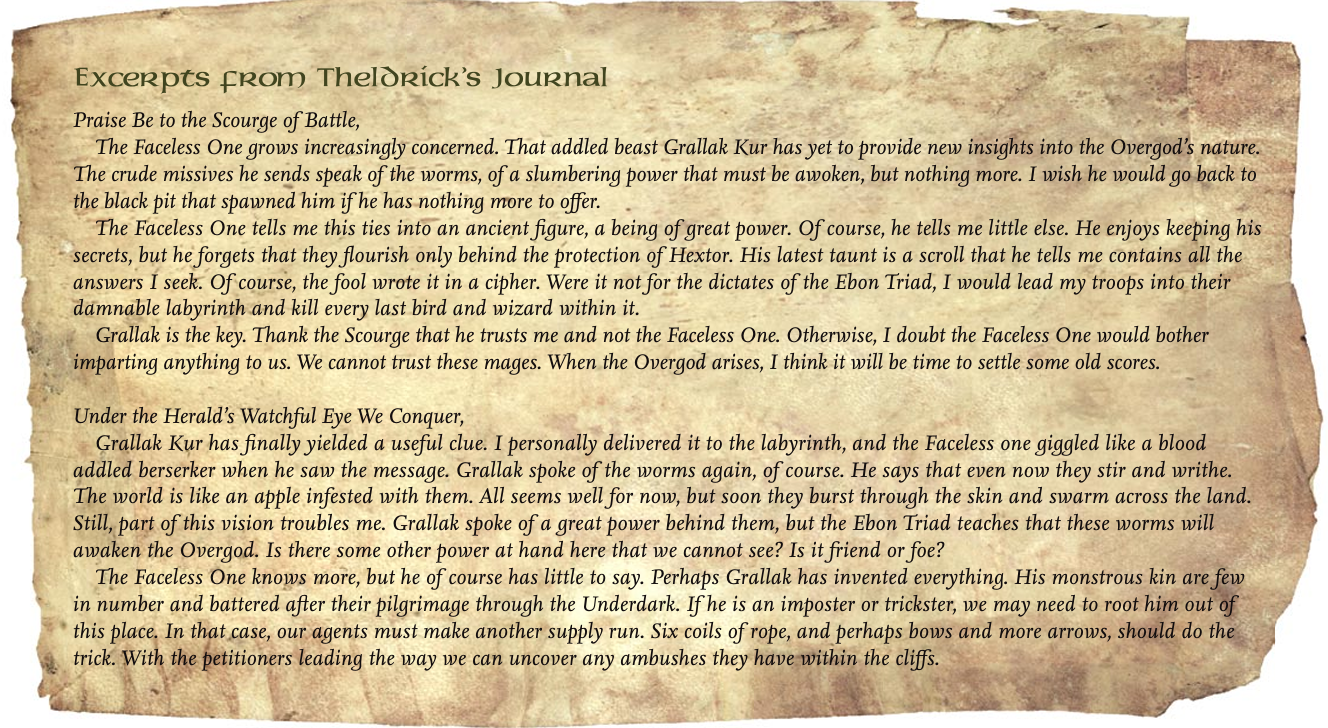 Excerpts from Theldrick's Journal
Praise Be to the Scourge of Battle,
The Faceless One grows increasingly concerned. That addled beast Grallak Kur has yet to provide new insights into the Overgod's nature.
The crude missives he sends speak of the worms, of a slumbering power that must be awoken, but nothing more. I wish he would go back to
the black pit that spawned him if he has nothing more to offer.
The Faceless One tells me this ties into an ancient figure, a being of great power. Of course, he tells me little else. He enjoys keeping his
secrets, but he forgets that they flourish only behind the protection of Hextor. His latest taunt is a scroll that he tells me contains all the
answers I seek. Of course, the fool wrote it in a cipher. Were it not for the dictates of the Ebon Triad, I would lead my troops into their
damnable labyrinth and kill every last bird and wizard within it.
Grallak is the key. Thank the Scourge that he trusts me and not the Faceless One. Otherwise, I doubt the Faceless One would bother
imparting anything to us. We cannot trust these mages. When the Overgod arises, I think it will be time to settle some old scores.
Under the Herald's Watchful Eye We Conquer,
Grallak Kur has finally yielded a useful clue. I personally delivered it to the labyrinth, and the Faceless one giggled like a blood
addled berserker when he saw the message. Grallak spoke of the worms again, of course. He says that even now they stir and writhe.
The world is like an apple infested with them. All seems well for now, but soon they burst through the skin and swarm across the land.
Still, part of this vision troubles me. Grallak spoke of a great power behind them, but the Ebon Triad teaches that these worms will
awaken the Overgod. Is there some other power at hand here that we cannot see? Is it friend or foe?
The Faceless One knows more, but he of course has little to say. Perhaps Grallak has invented everything. His monstrous kin are few
in number and battered after their pilgrimage through the Underdark. If he is an imposter or trickster, we may need to root him out of
this place. In that case, our agents must make another supply run. Six coils of rope, and perhaps bows and more arrows, should do the
trick. With the petitioners leading the way we can uncover any ambushes they have within the cliffs.